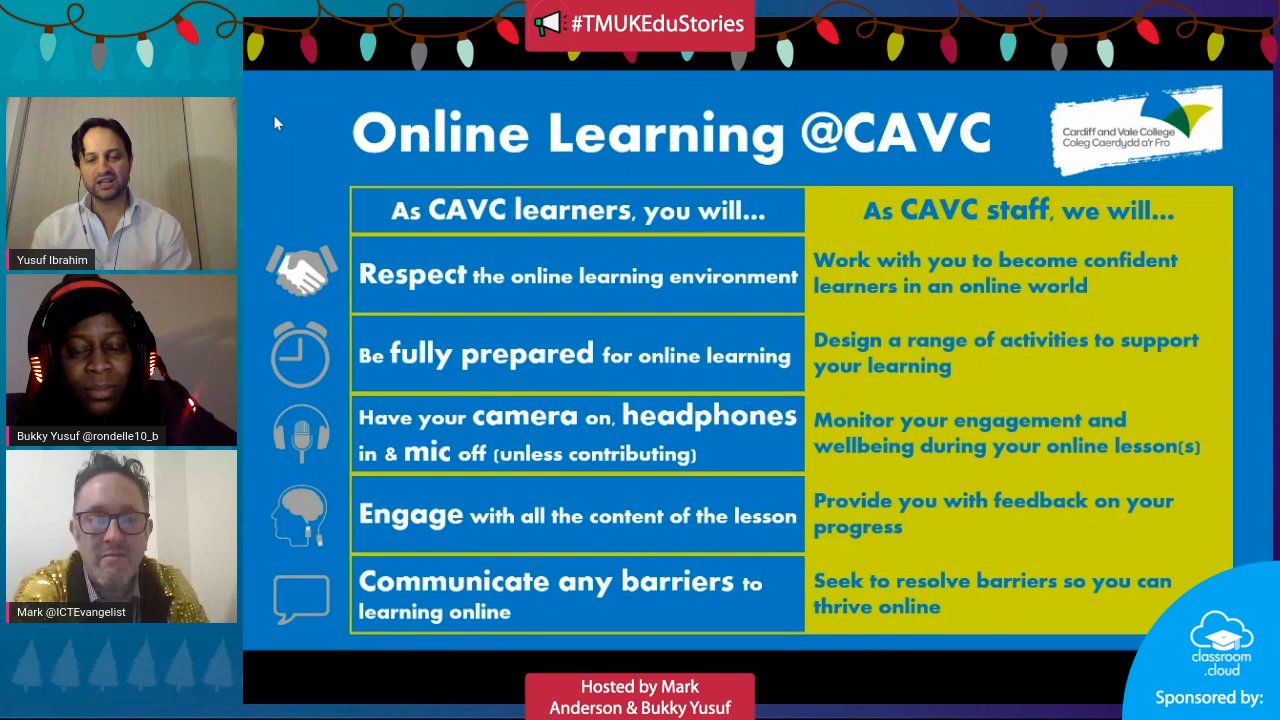 #TMUKEduStories
Online Learning @CAVC
Cardiff and Vale College
Coleg Caerdydd a'r Fro
As CAVC learners, you will...
As CAVC staff, we will...
Respect the online learning environment
Work with you to become confident
learners in an online world
Be fully prepared for online learning
Design a range of activities to support
your learning
Have your camera on, headphones
in & mic off (unless contributing)
Monitor your engagement and
wellbeing during your online lesson(s)
Engage with all the content of the lesson
Provide you with feedback on your
progress
Communicate any barriers to
learning online
Seek to resolve barriers so you can
thrive online
Yusuf Ibrahim
Bukky Yusuf @rondelle10_b
Mark @ICTEvangelist
Hosted by Mark
Anderson & Bukky Yusuf
classroom
.cloud
Sponsored by: